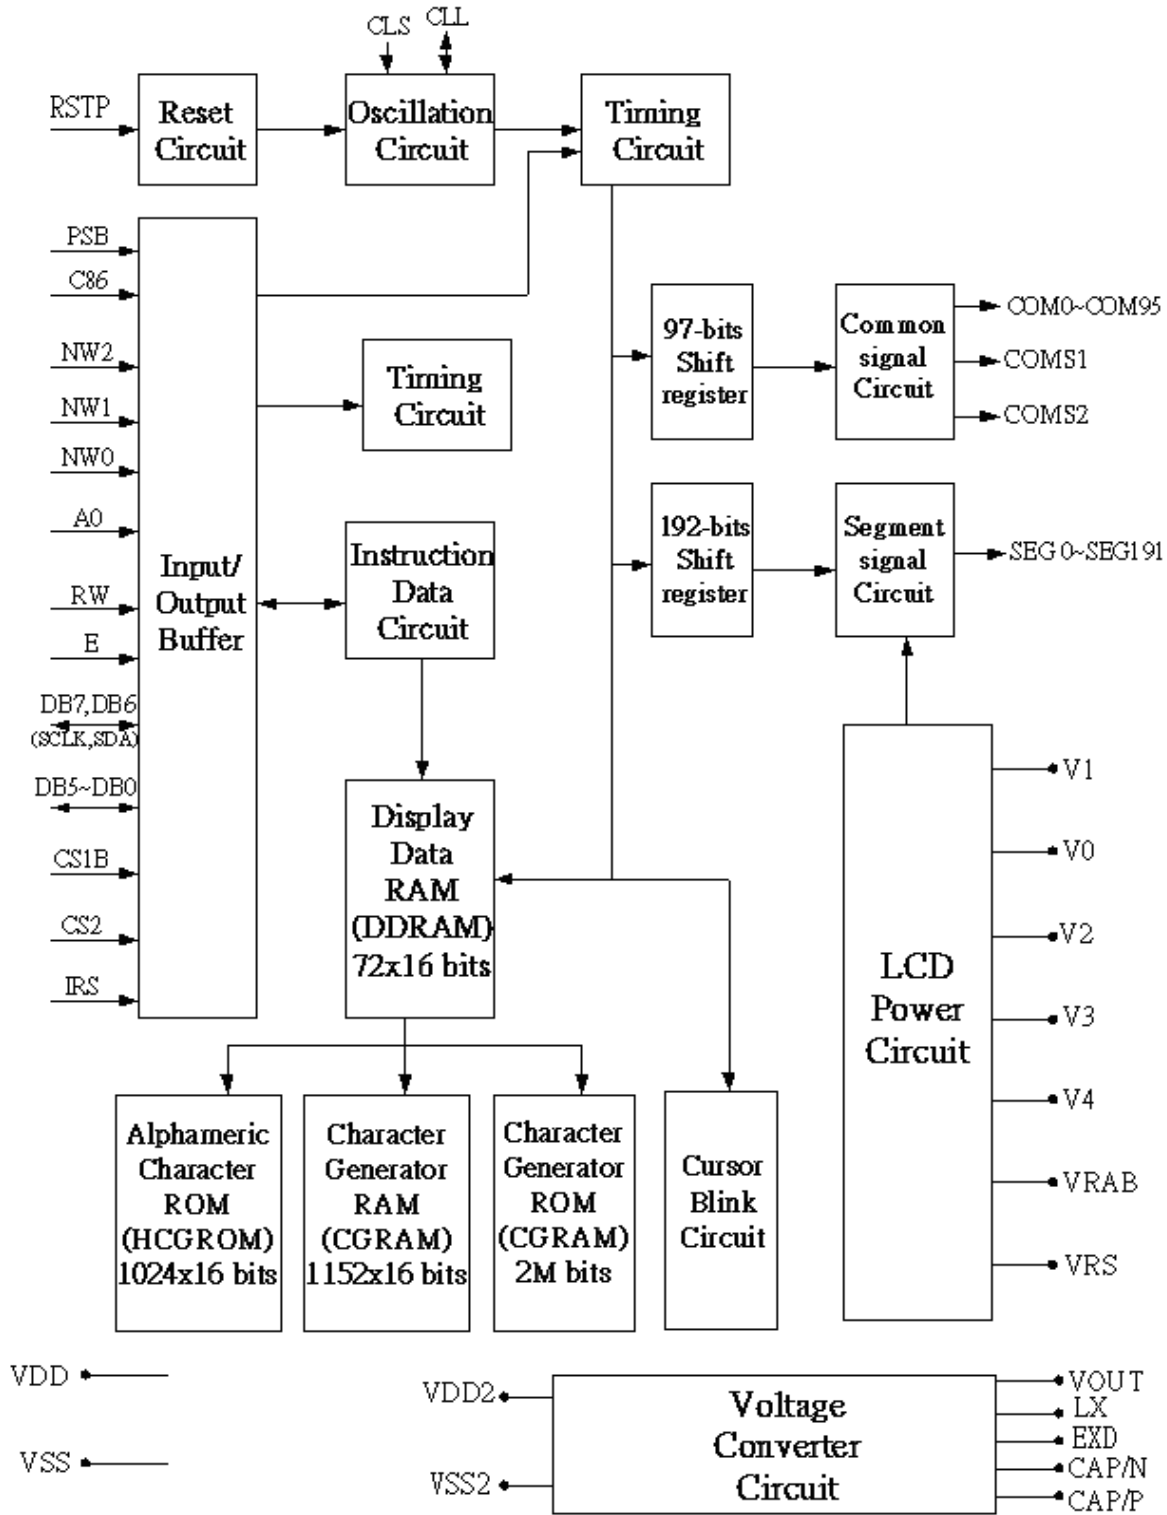 CLS
CLL
RSTP
Reset
Circuit
Oscillation
Circuit
Timing
Circuit
PSB
C86
NW2
NW1
NW0
A0
RW
E
DB7,DB6
(SCLK,SDA)
DB5~DB0
CS1B
CS2
IRS
Input/
Output
Buffer
Timing
Circuit
Instruction
Data
Circuit
Display
Data
RAM
(DDRAM)
72x16 bits
97-bits
Shift
register
Common
signal
Circuit
COM0~COM95
COMS1
COMS2
192-bits
Shift
register
Segment
signal
Circuit
SEG0~SEG191
LCD
Power
Circuit
V1
V0
V2
V3
V4
VRAB
VRS
Alphameric
Character
ROM
(HCGROM)
1024x16 bits
Character
Generator
RAM
(CGRAM)
1152x16 bits
Character
Generator
ROM
(CGRAM)
2M bits
Cursor
Blink
Circuit
VDD
VSS
VDD2
VSS2
Voltage
Converter
Circuit
VOUT
LX
EXD
CAP/N
CAP/P